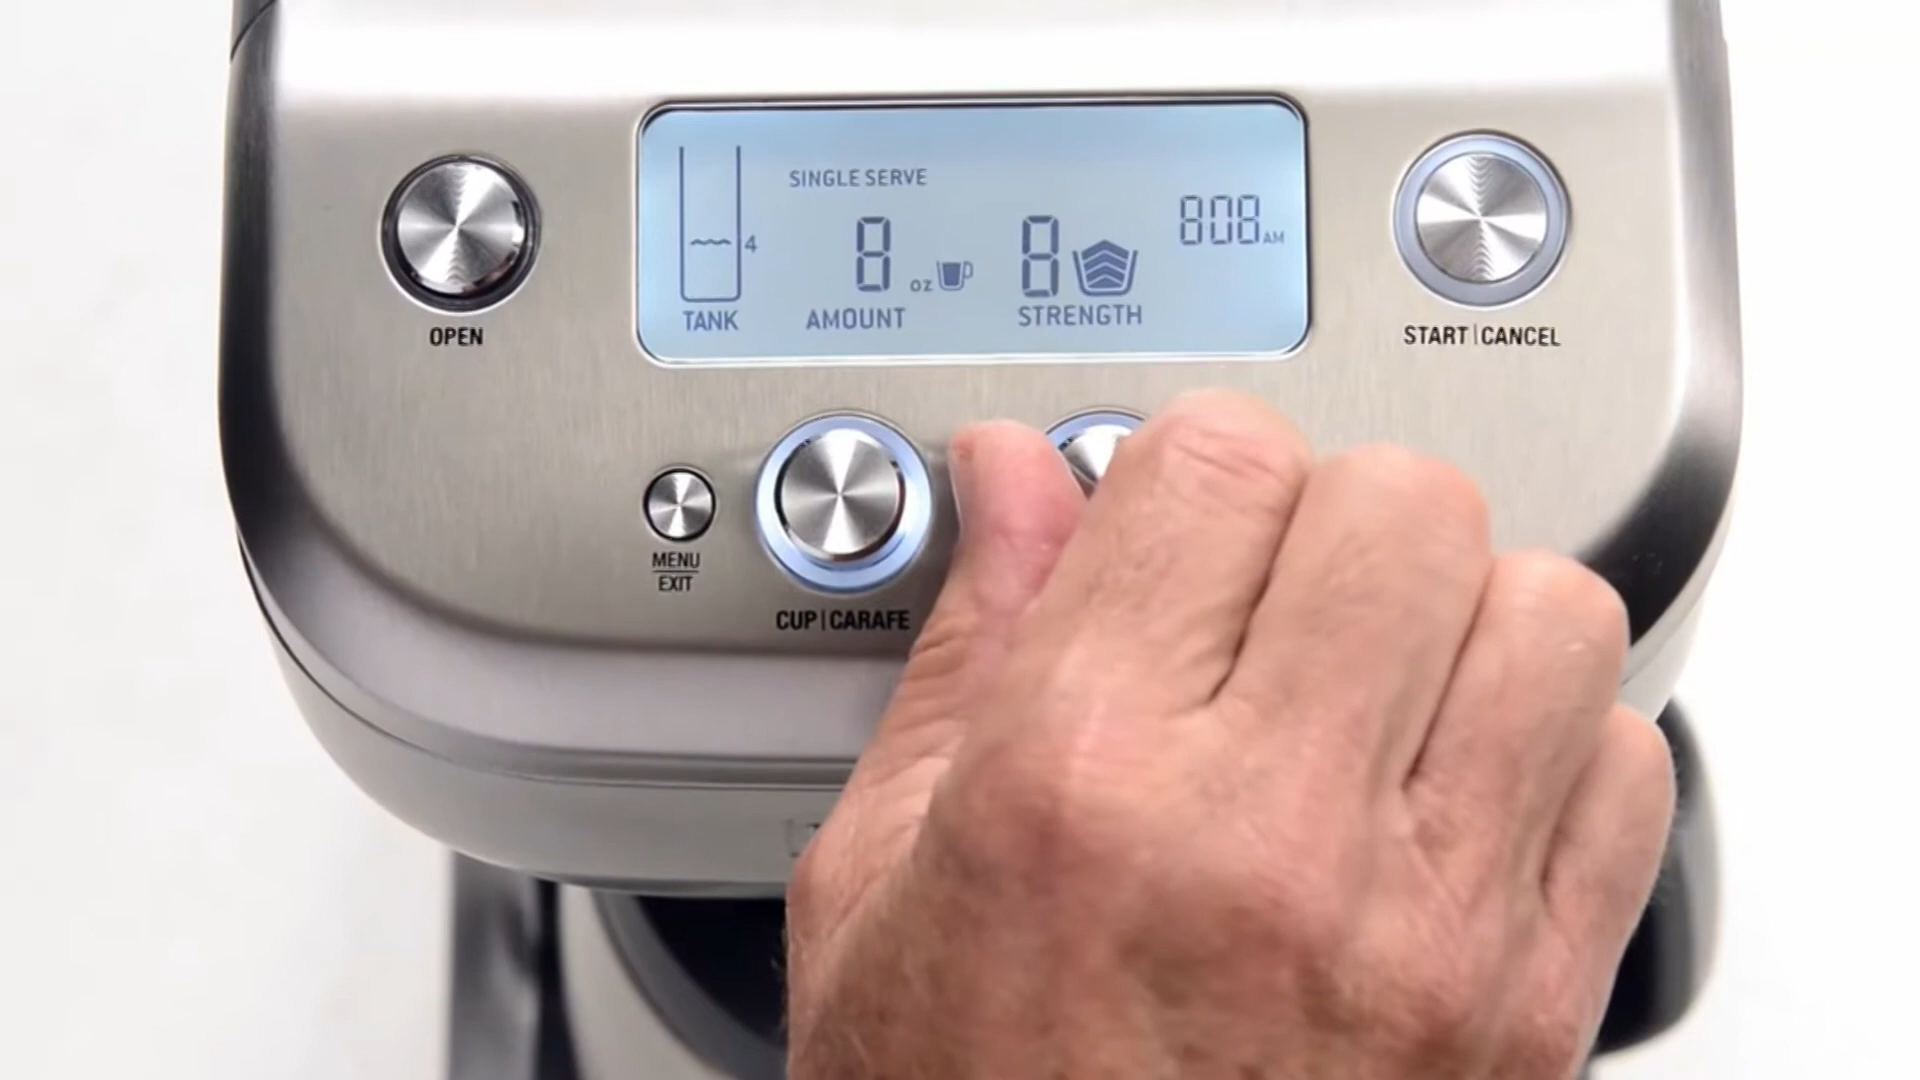 SINGLE SERVE
4
8 oz
8
808 AM
TANK
AMOUNT
STRENGTH
OPEN
START|CANCEL
MENU
EXIT
CUP|CARAFE